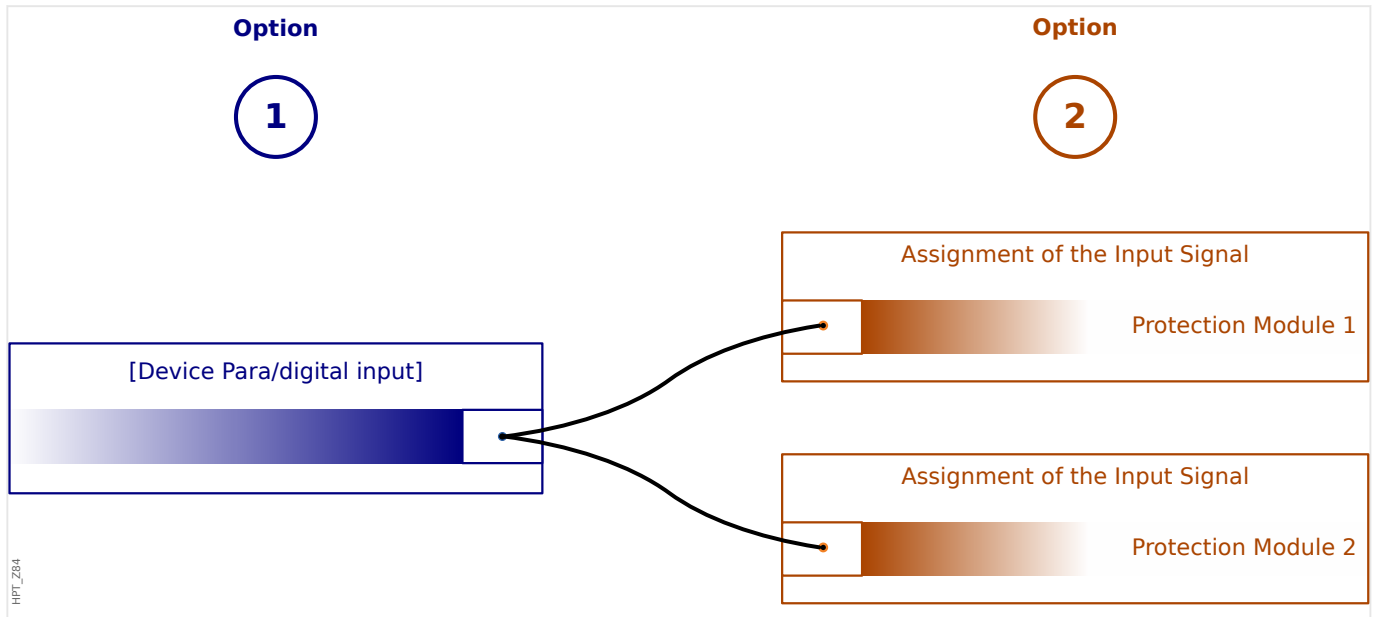 Option
Option
1
2
Assignment of the Input Signal
Protection Module 1
[Device Para/digital input]
Assignment of the Input Signal
Protection Module 2
HPT_Z84